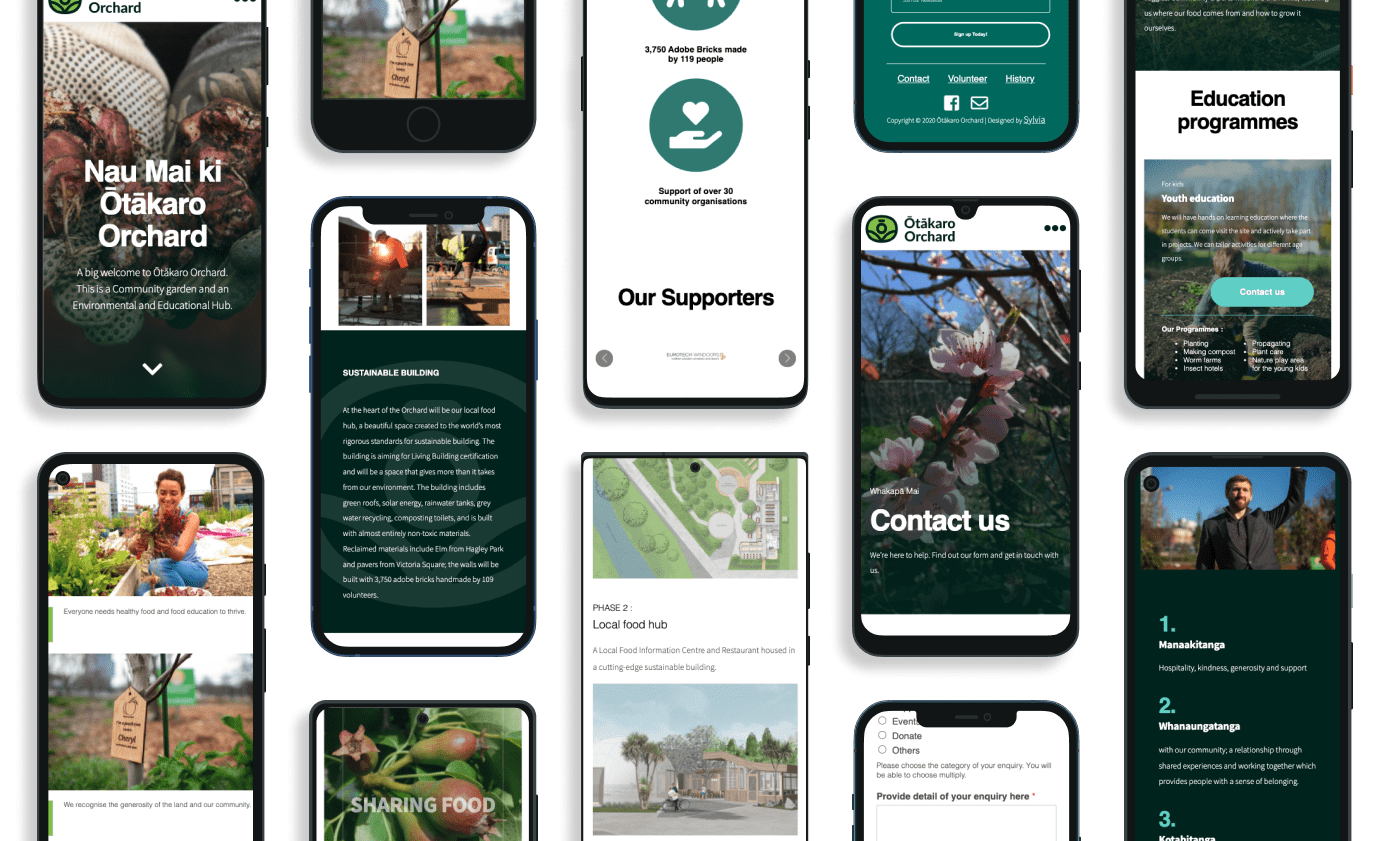 Orchard
Nau Mai ki
Ōtākaro
Orchard
A big welcome to Ōtākaro Orchard.
This is a Community garden and an
Environmental and Educational Hub.
Everyone needs healthy food and food education to thrive.
Cheryl
We recognise the generosity of the land and our community.
Cheryl
SUSTAINABLE BUILDING
At the heart of the Orchard will be our local food
hub, a beautiful space created to the world's most
rigorous standards for sustainable building. The
building is aiming for Living Building certification
and will be a space that gives more than it takes
from our environment. The building includes
green roofs, solar energy, rainwater tanks, grey
water recycling, composting toilets, and is built
with almost entirely non-toxic materials.
Reclaimed materials include Elm from Hagley Park
and pavers from Victoria Square; the walls will be
built with 3,750 adobe bricks handmade by 109
volunteers.
SHARING FOOD
3,750 Adobe Bricks made
by 119 people
Support of over 30
community organisations
Our Supporters
EUROTECH WINDOORS
PHASE 2 :
Local food hub
A Local Food Information Centre and Restaurant housed in
a cutting-edge sustainable building.
Sign up Today!
Contact Volunteer History
Copyright © 2020 Ōtākaro Orchard | Designed by Sylvia
Ōtākaro
Orchard
Whakapā Mai
Contact us
We're here to help. Find out our form and get in touch with
us.
Events
Donate
Others
Please choose the category of your enquiry. You will
be able to choose multiply.
Provide detail of your enquiry here *
us where our food comes from and how to grow it
ourselves.
Education
programmes
For kids
Youth education
We will have hands on learning education where the
students can come visit the site and actively take part
in projects. We can tailor activities for different age
groups.
Contact us
Our Programmes :
Planting
Making compost
Worm farms
Insect hotels
Propagating
Plant care
Nature play area
for the young kids
1.
Manaakitanga
Hospitality, kindness, generosity and support
2.
Whanaungatanga
with our community; a relationship through
shared experiences and working together which
provides people with a sense of belonging.
3.
Kotahitanga